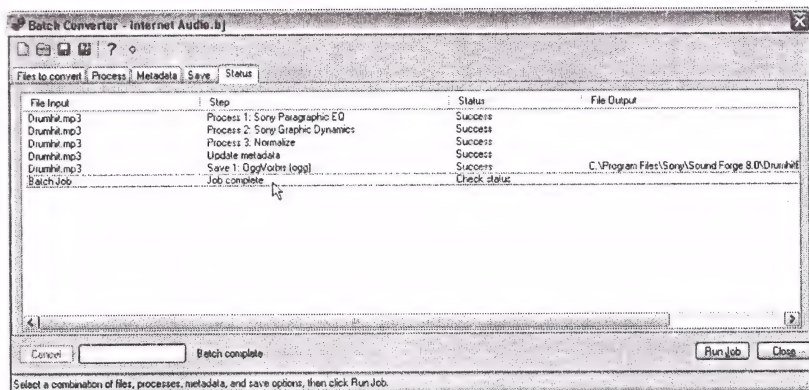 Batch Converter - Internet Audio.bj
Files to convert Process Metadata Save Status
File Input Step Status File Output
Drumhit.mp3 Process 1: Sony Paragraphic EQ Success
Drumhit.mp3 Process 2: Sony Graphic Dynamics Success
Drumhit.mp3 Process 3: Normalize Success
Drumhit.mp3 Update metadata Success
Drumhit.mp3 Save 1: OggVorbis (ogg) Success C:\Program Files\Sony\Sound Forge 8.0\Drumhit
Batch Job Job complete Check status
Cancel Batch complete Run Job Close
Select a combination of files, processes, metadata, and save options, then click Run Job.